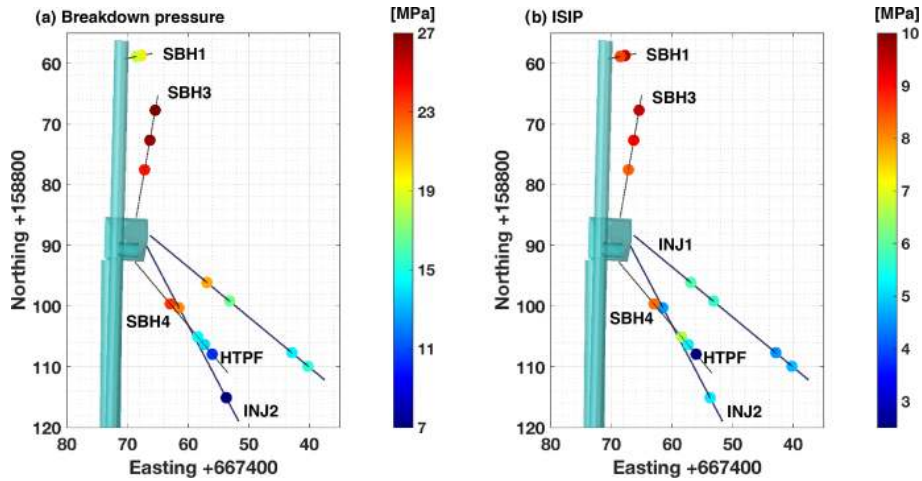 (a) Breakdown pressure
[MPa]
60
70
80
90
100
110
120
80
70
60
50
40
Northing +158800
Easting +667400
SBH1
SBH3
SBH4
HTPF
INJ2
27
23
19
15
11
7
(b) ISIP
[MPa]
60
70
80
90
100
110
120
80
70
60
50
40
Northing +158800
Easting +667400
SBH1
SBH3
INJ1
SBH4
HTPF
INJ2
10
9
8
7
6
5
4
3